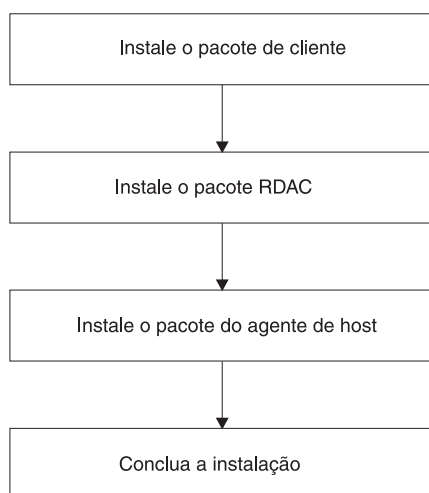 Instale o pacote de cliente
Instale o pacote RDAC
Instale o pacote do agente de host
Conclua a instalação